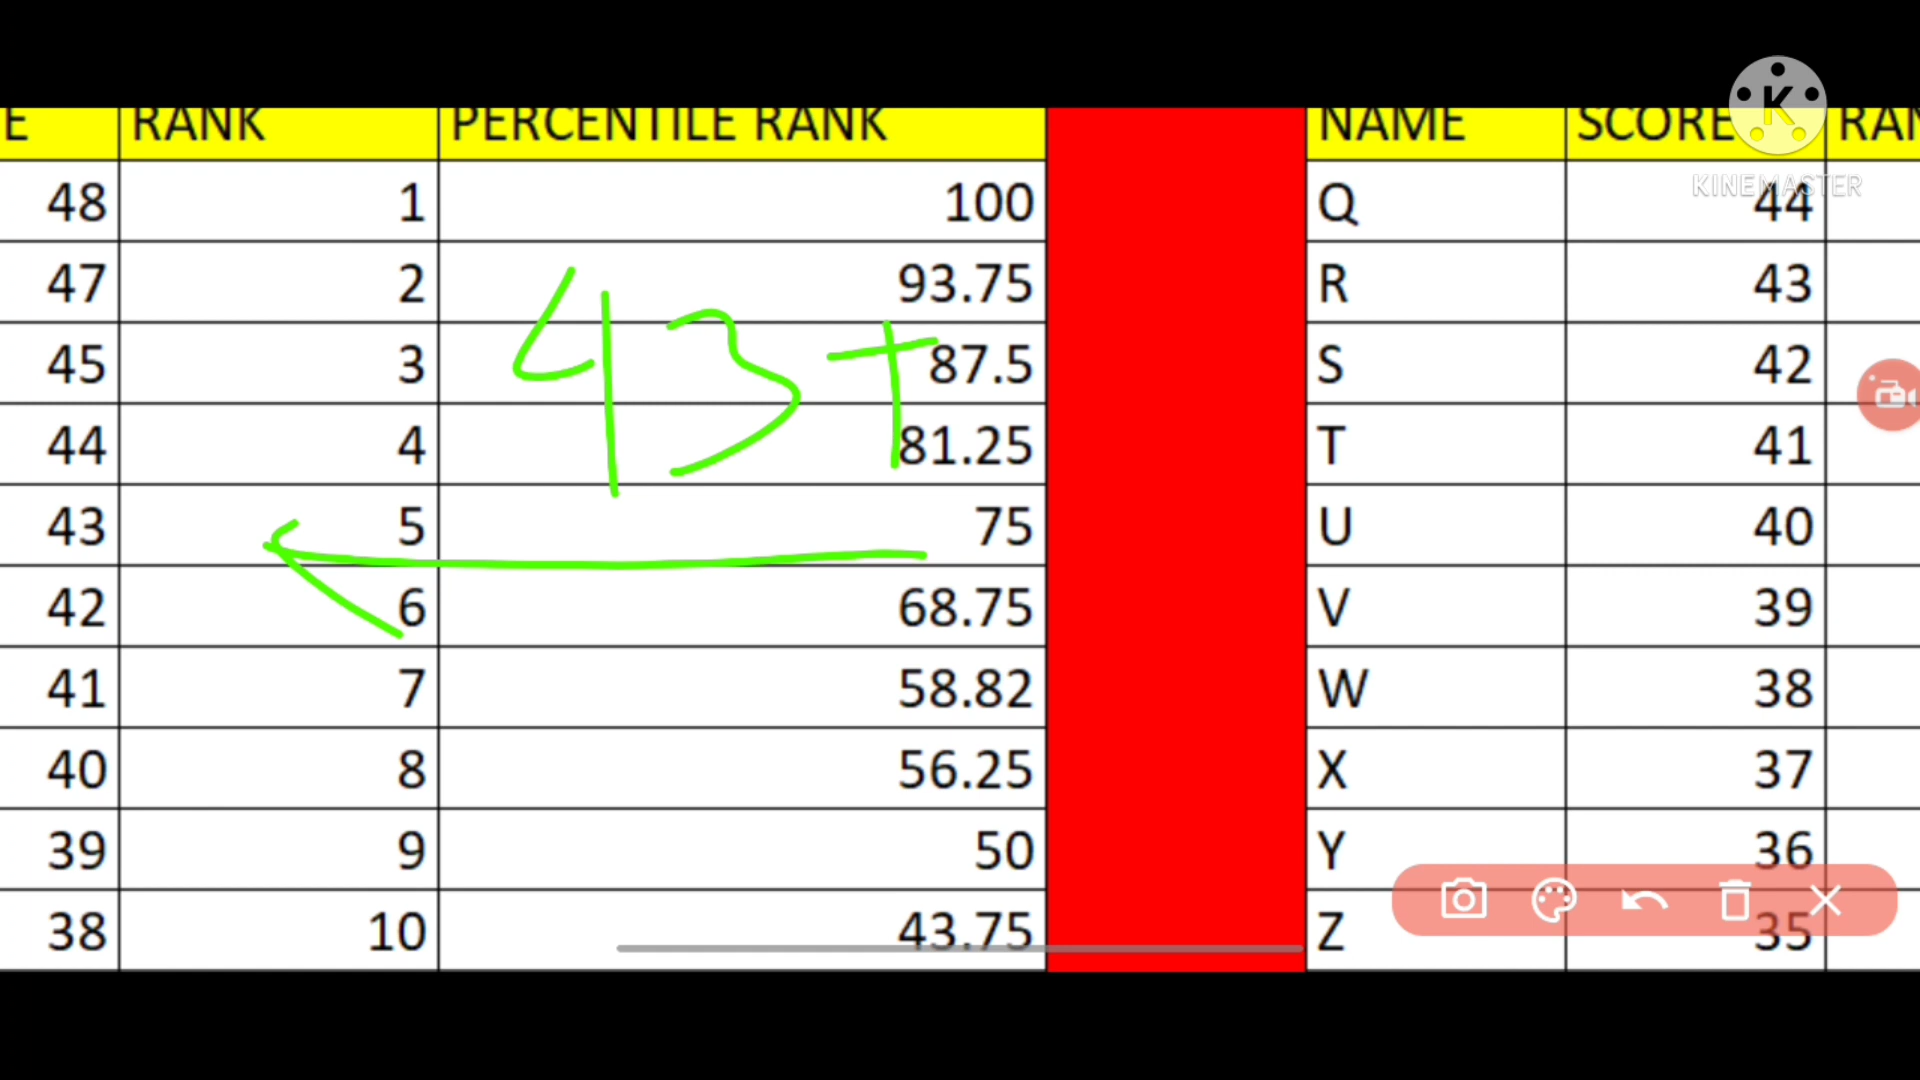 E RANK PERCENTILE RANK NAME SCORE RAN
KINEMASTER
48 1 100 Q 44
47 2 93.75 R 43
45 3 87.5 S 42
43+
44 4 81.25 T 41
43 5 75 U 40
42 6 68.75 V 39
41 7 58.82 W 38
40 8 56.25 X 37
39 9 50 Y 36
38 10 43.75 Z 35